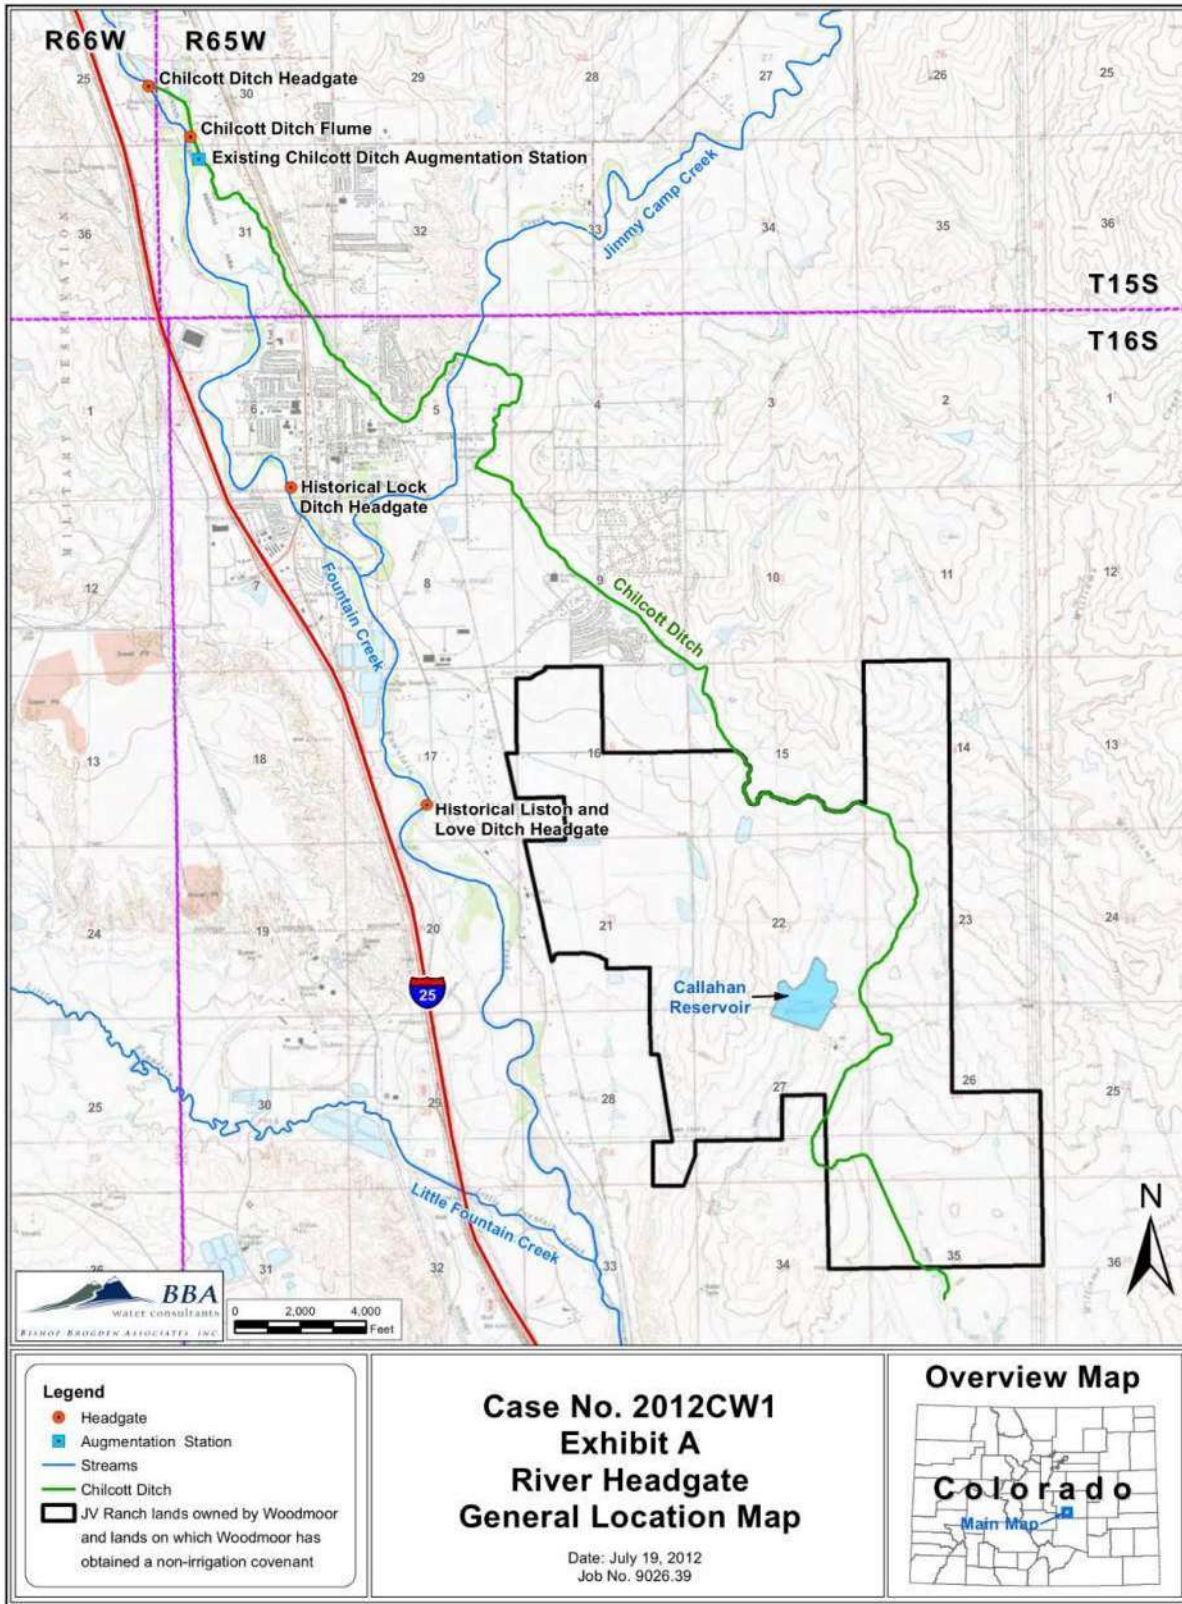 R66W
R65W
25
30
29
28
27
26
25
Chilcott Ditch Headgate
Chilcott Ditch Flume
Existing Chilcott Ditch Augmentation Station
Jimmy Camp Creek
36
31
32
33
34
35
36
MILITARY RESERVATION
T15S
T16S
1
6
5
4
3
2
1
Historical Lock
Ditch Headgate
Fountain Creek
Chilcott Ditch
12
7
8
9
10
11
12
13
18
17
16
15
14
13
Historical Liston and
Love Ditch Headgate
24
19
20
21
22
23
24
25
Callahan
Reservoir
25
30
29
28
27
26
25
Little Fountain Creek
N
36
31
32
33
34
35
36
BBA
water consultants
BISHOP BROGDEN ASSOCIATES, INC
0 2,000 4,000
Feet
Legend
Headgate
Augmentation Station
Streams
Chilcott Ditch
JV Ranch lands owned by Woodmoor
and lands on which Woodmoor has
obtained a non-irrigation covenant
Case No. 2012CW1
Exhibit A
River Headgate
General Location Map
Date: July 19, 2012
Job No. 9026.39
Overview Map
Colorado
Main Map